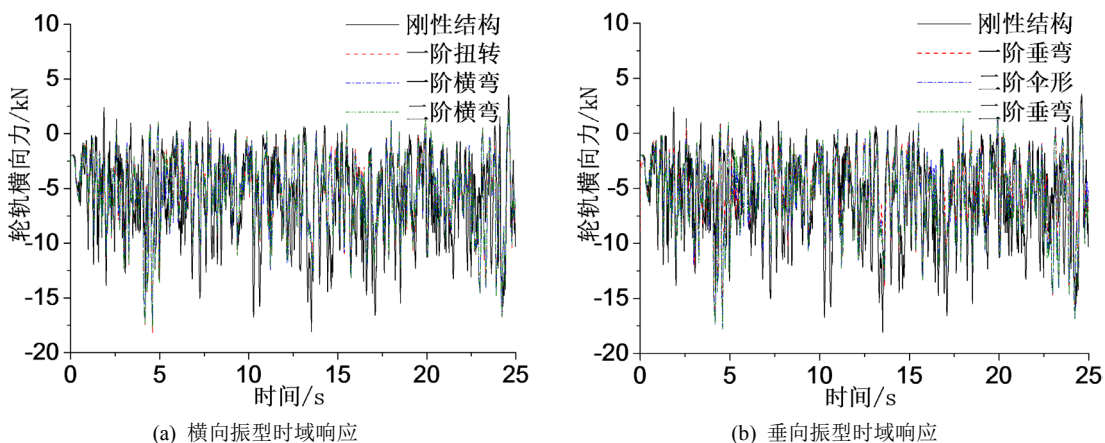 10
5
0
-5
-10
-15
-20
轮轨横向力/kN
刚性结构
一阶扭转
一阶横弯
二阶横弯
0 5 10 15 20 25
时间/s
(a) 横向振型时域响应
10
5
0
-5
-10
-15
-20
轮轨横向力/kN
刚性结构
一阶垂弯
二阶伞形
二阶垂弯
0 5 10 15 20 25
时间/s
(b) 垂向振型时域响应